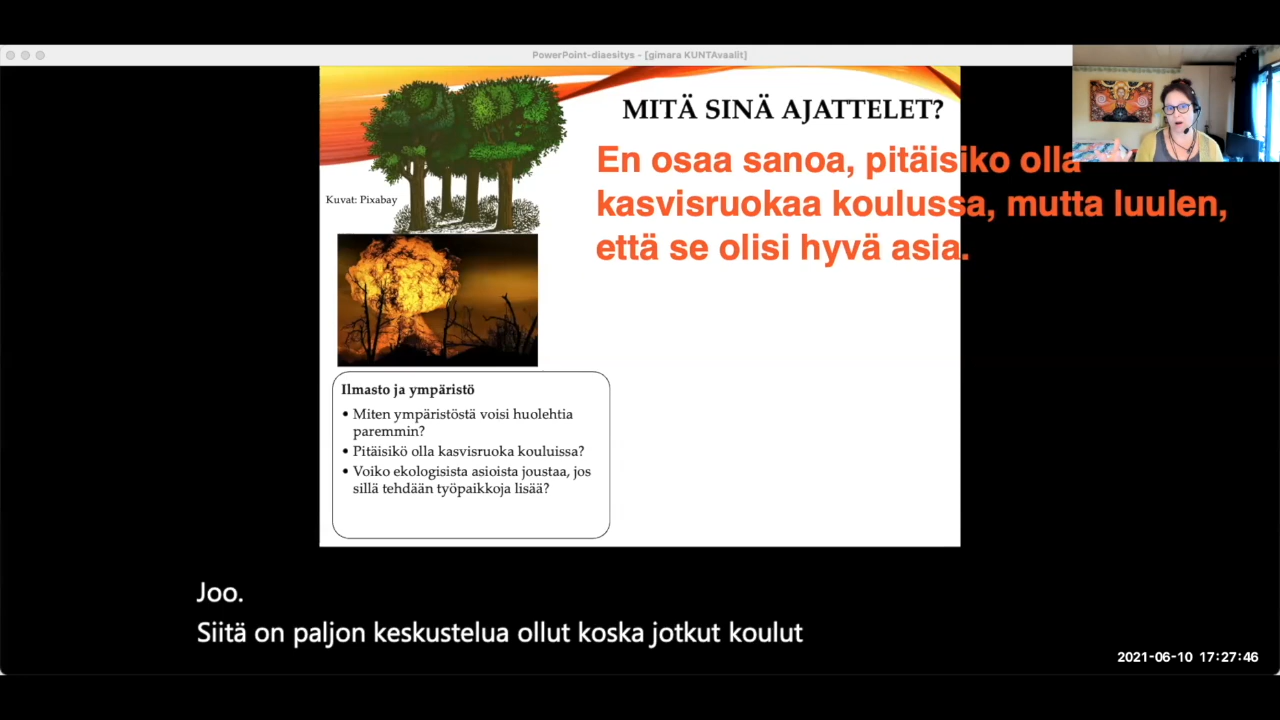 PowerPoint-diaesitys - [gimara KUNTAvaalit]
MITÄ SINÄ AJATTELET?
En osaa sanoa, pitäisiko olla
kasvisruokaa koulussa, mutta luulen,
että se olisi hyvä asia.
Kuvat: Pixabay
Ilmasto ja ympäristö
• Miten ympäristöstä voisi huolehtia
paremmin?
• Pitäisikö olla kasvisruoka kouluissa?
• Voiko ekologisista asioista joustaa, jos
sillä tehdään työpaikkoja lisää?
Joo.
Siitä on paljon keskustelua ollut koska jotkut koulut
2021-06-10 17:27:46